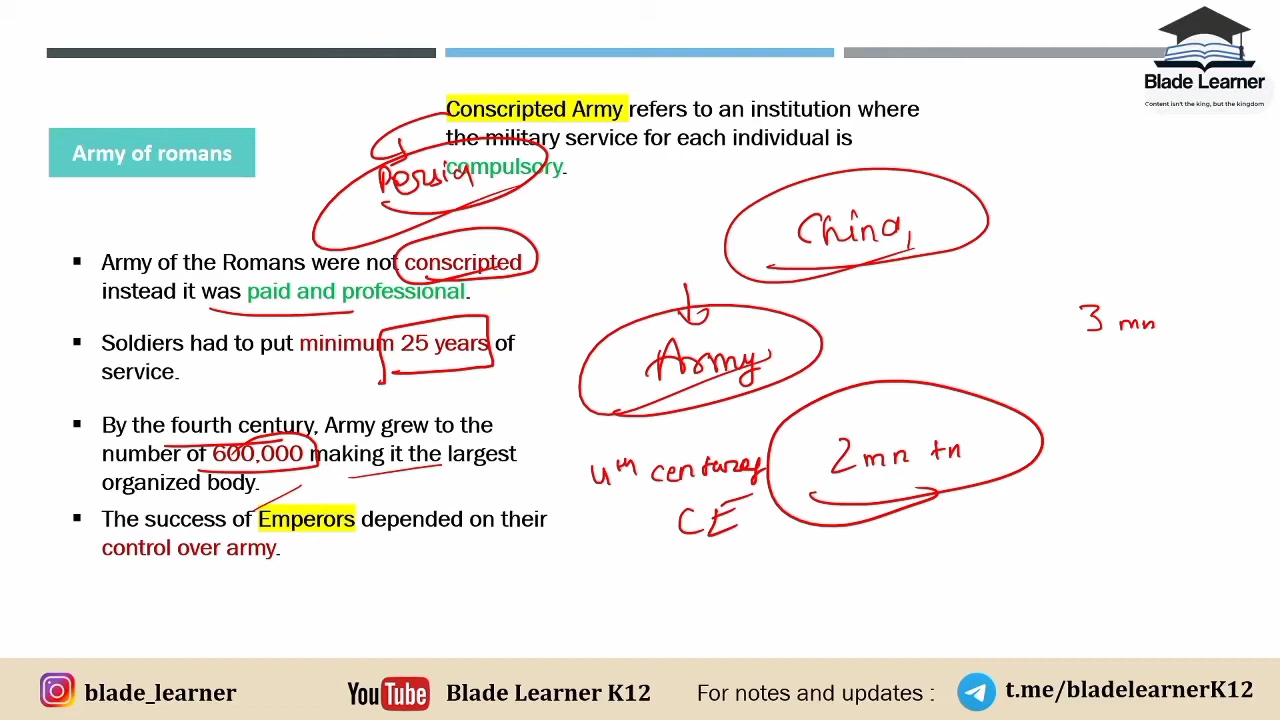 Blade Learner
Content isn't the king, but the kingdom
Conscripted Army refers to an institution where
the military service for each individual is
compulsory.
Army of romans
Persia
China,
Army of the Romans were not conscripted
instead it was paid and professional.
3 mn
Soldiers had to put minimum 25 years of
service.
Army
By the fourth century, Army grew to the
number of 600,000 making it the largest
organized body.
2 mn tn
4th century
CE
The success of Emperors depended on their
control over army.
blade_learner
YouTube
Blade Learner K12
For notes and updates :
t.me/bladelearnerK12